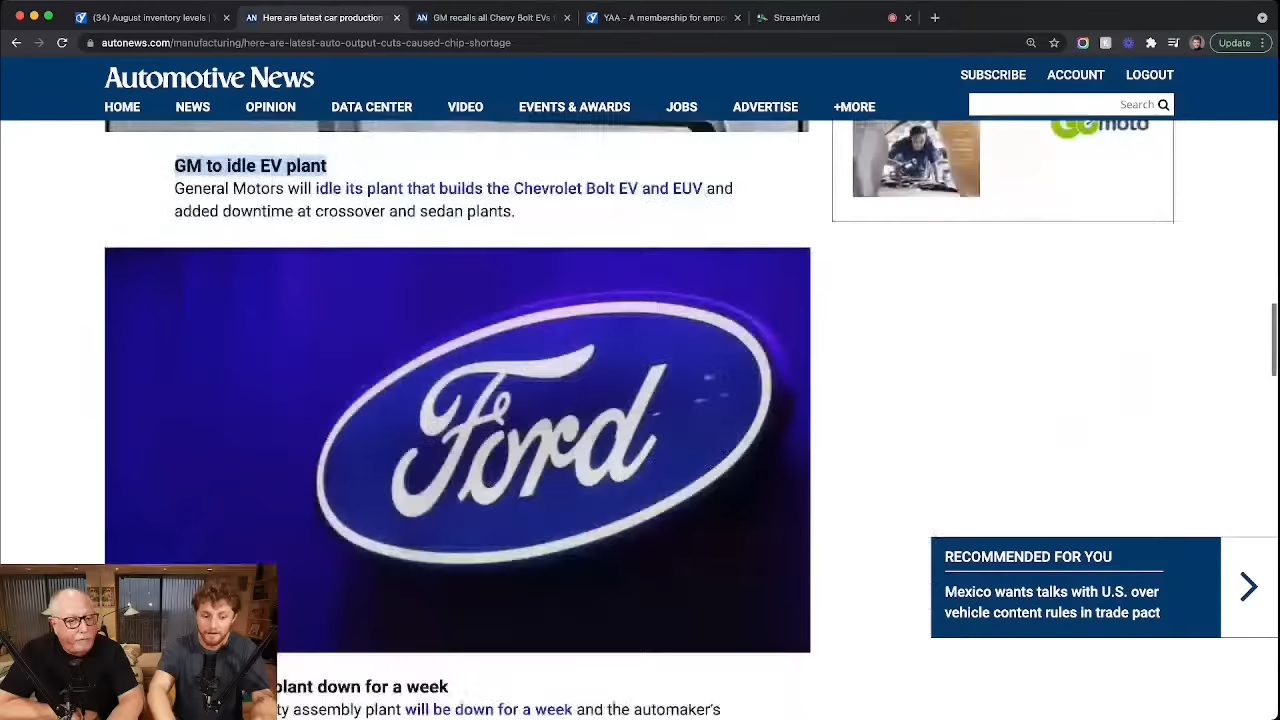 (34) August inventory levels |
Here are latest car production
GM recalls all Chevy Bolt EVs f
YAA - A membership for empo
StreamYard
autonews.com/manufacturing/here-are-latest-auto-output-cuts-caused-chip-shortage
Update
Automotive News
SUBSCRIBE ACCOUNT LOGOUT
HOME NEWS OPINION DATA CENTER VIDEO EVENTS & AWARDS JOBS ADVERTISE +MORE
Search
moto
GM to idle EV plant
General Motors will idle its plant that builds the Chevrolet Bolt EV and EUV and
added downtime at crossover and sedan plants.
Ford
RECOMMENDED FOR YOU
Mexico wants talks with U.S. over
vehicle content rules in trade pact
plant down for a week
ty assembly plant will be down for a week and the automaker's